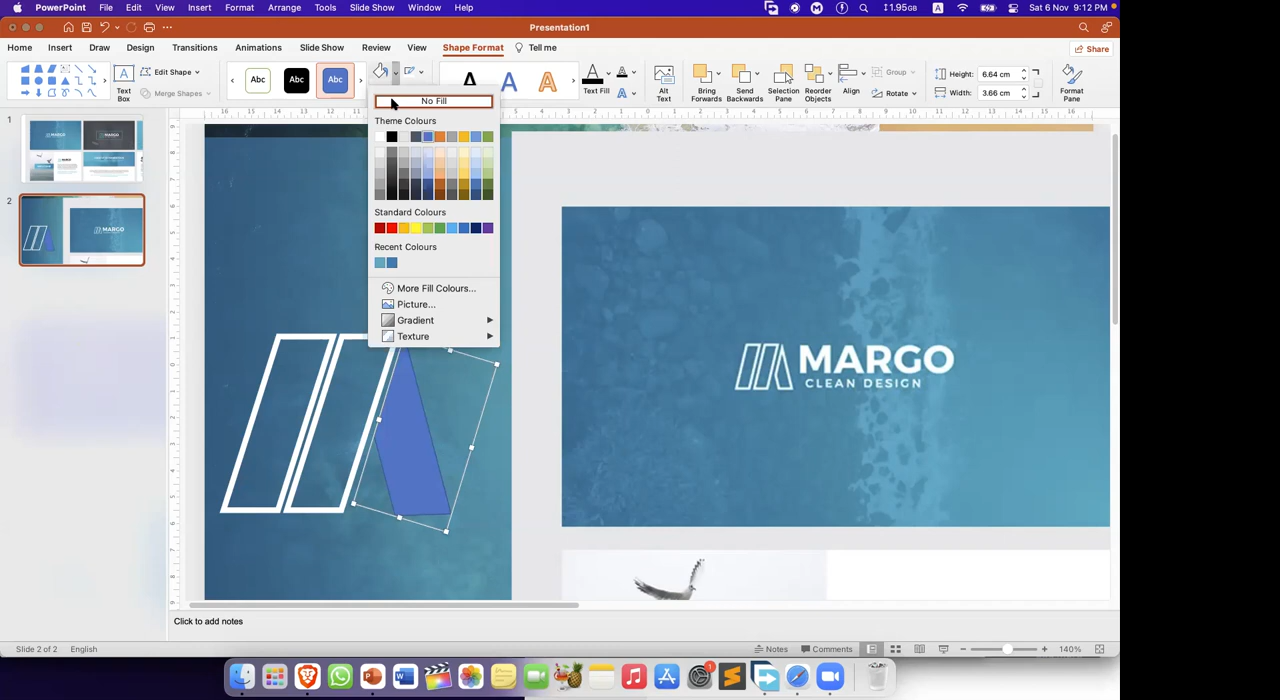 PowerPoint File Edit View Insert Format Arrange Tools Slide Show Window Help
1.95GB A Sat 6 Nov 9:12 PM
Presentation1
Home Insert Draw Design Transitions Animations Slide Show Review View Shape Format Tell me Share
Text Box
Edit Shape
Merge Shapes
Abc Abc Abc
A A A
Text Fill
Alt Text
Bring Forwards
Send Backwards
Selection Pane
Reorder Objects
Align
Group
Rotate
Height: 6.64 cm
Width: 3.66 cm
Format Pane
No Fill
Theme Colours
Standard Colours
Recent Colours
More Fill Colours...
Picture...
Gradient
Texture
1
2
MARGO
MARGO
CLEAN DESIGN
Click to add notes
Slide 2 of 2 English
Notes Comments 140%